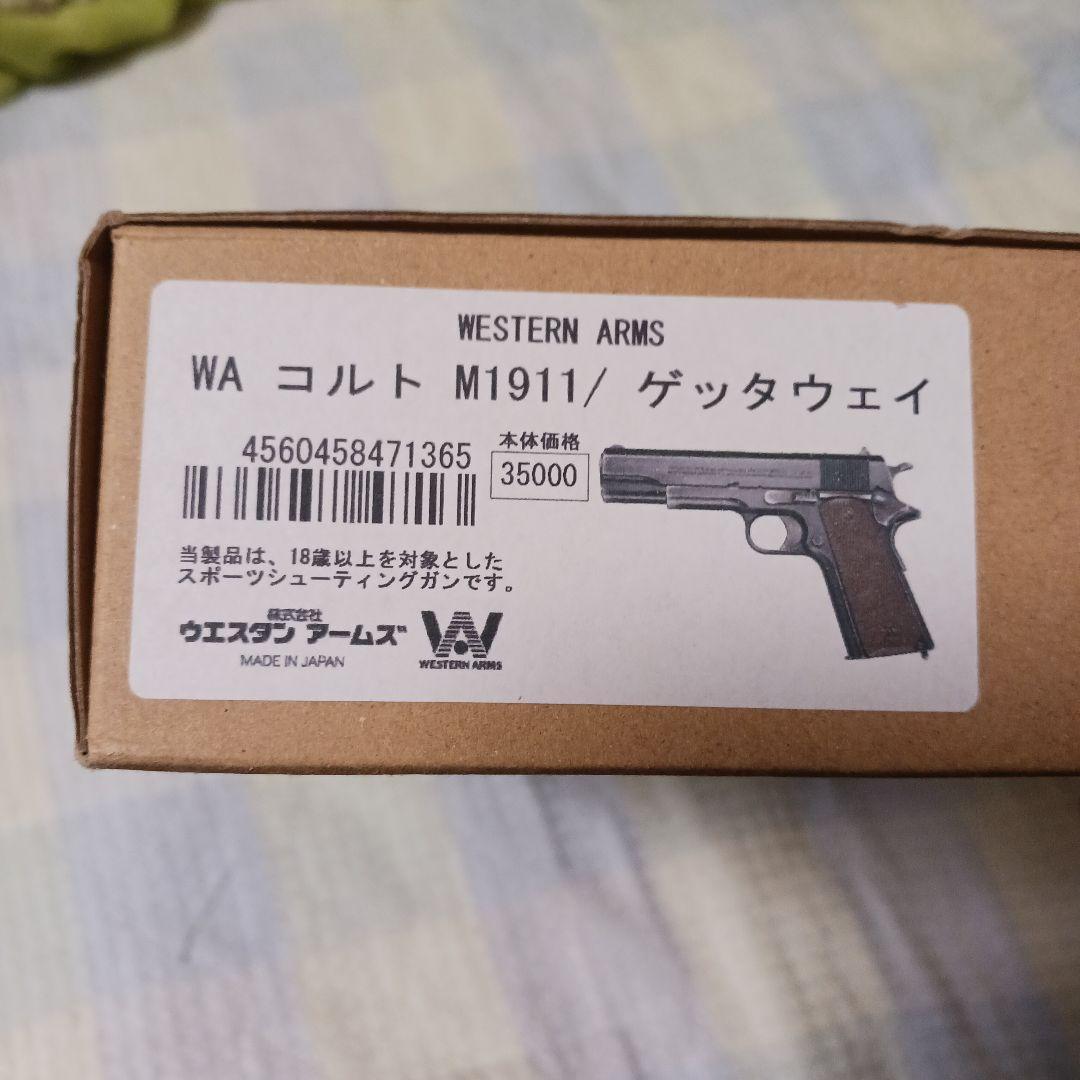 WESTERN ARMS
WA コルト M1911/ ゲッタウェイ
4560458471365
本体価格
35000
当製品は、18歳以上を対象とした
スポーツシューティングガンです。
株式会社
ウエスタン アームズ
MADE IN JAPAN
WA
WESTERN ARMS